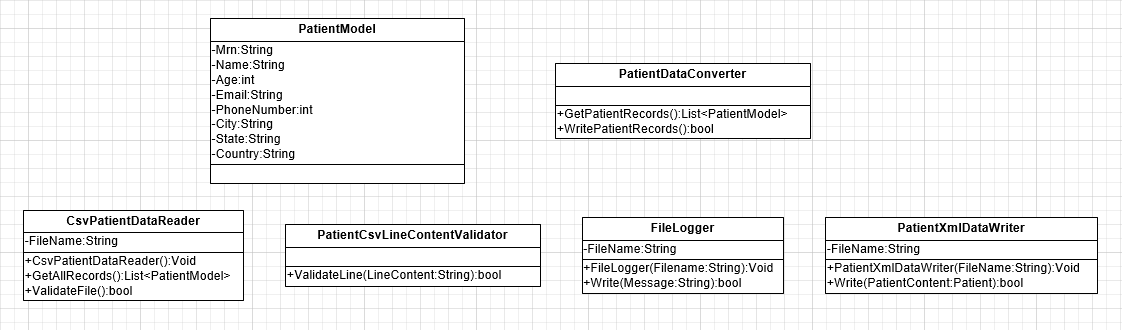 PatientModel
-Mrn:String
-Name:String
-Age:int
-Email:String
-PhoneNumber:int
-City:String
-State:String
-Country:String
PatientDataConverter
+GetPatientRecords():List<PatientModel>
+WritePatientRecords():bool
CsvPatientDataReader
-FileName:String
+CsvPatientDataReader():Void
+GetAllRecords():List<PatientModel>
+ValidateFile():bool
PatientCsvLineContentValidator
+ValidateLine(LineContent:String):bool
FileLogger
-FileName:String
+FileLogger(Filename:String):Void
+Write(Message:String):bool
PatientXmlDataWriter
-FileName:String
+PatientXmlDataWriter(FileName:String):Void
+Write(PatientContent:Patient):bool